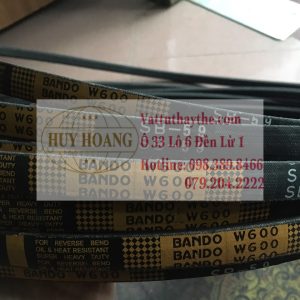 BANDO W600
Vattuthaythe.com
SB-59
HUY HOANG
Ô 33 Lô 6 Đền Lừ 1
BANDO W600
Hotline: 098.389.8466
079.204.2222
BANDO W600
FOR REVERSE BEND
OIL & HEAT RESISTANT
SUPER HEAVY DUTY
BANDO W600
FOR REVERSE BEND
OIL & HEAT RESISTANT
SUPER HEAVY DUTY
BANDO W600